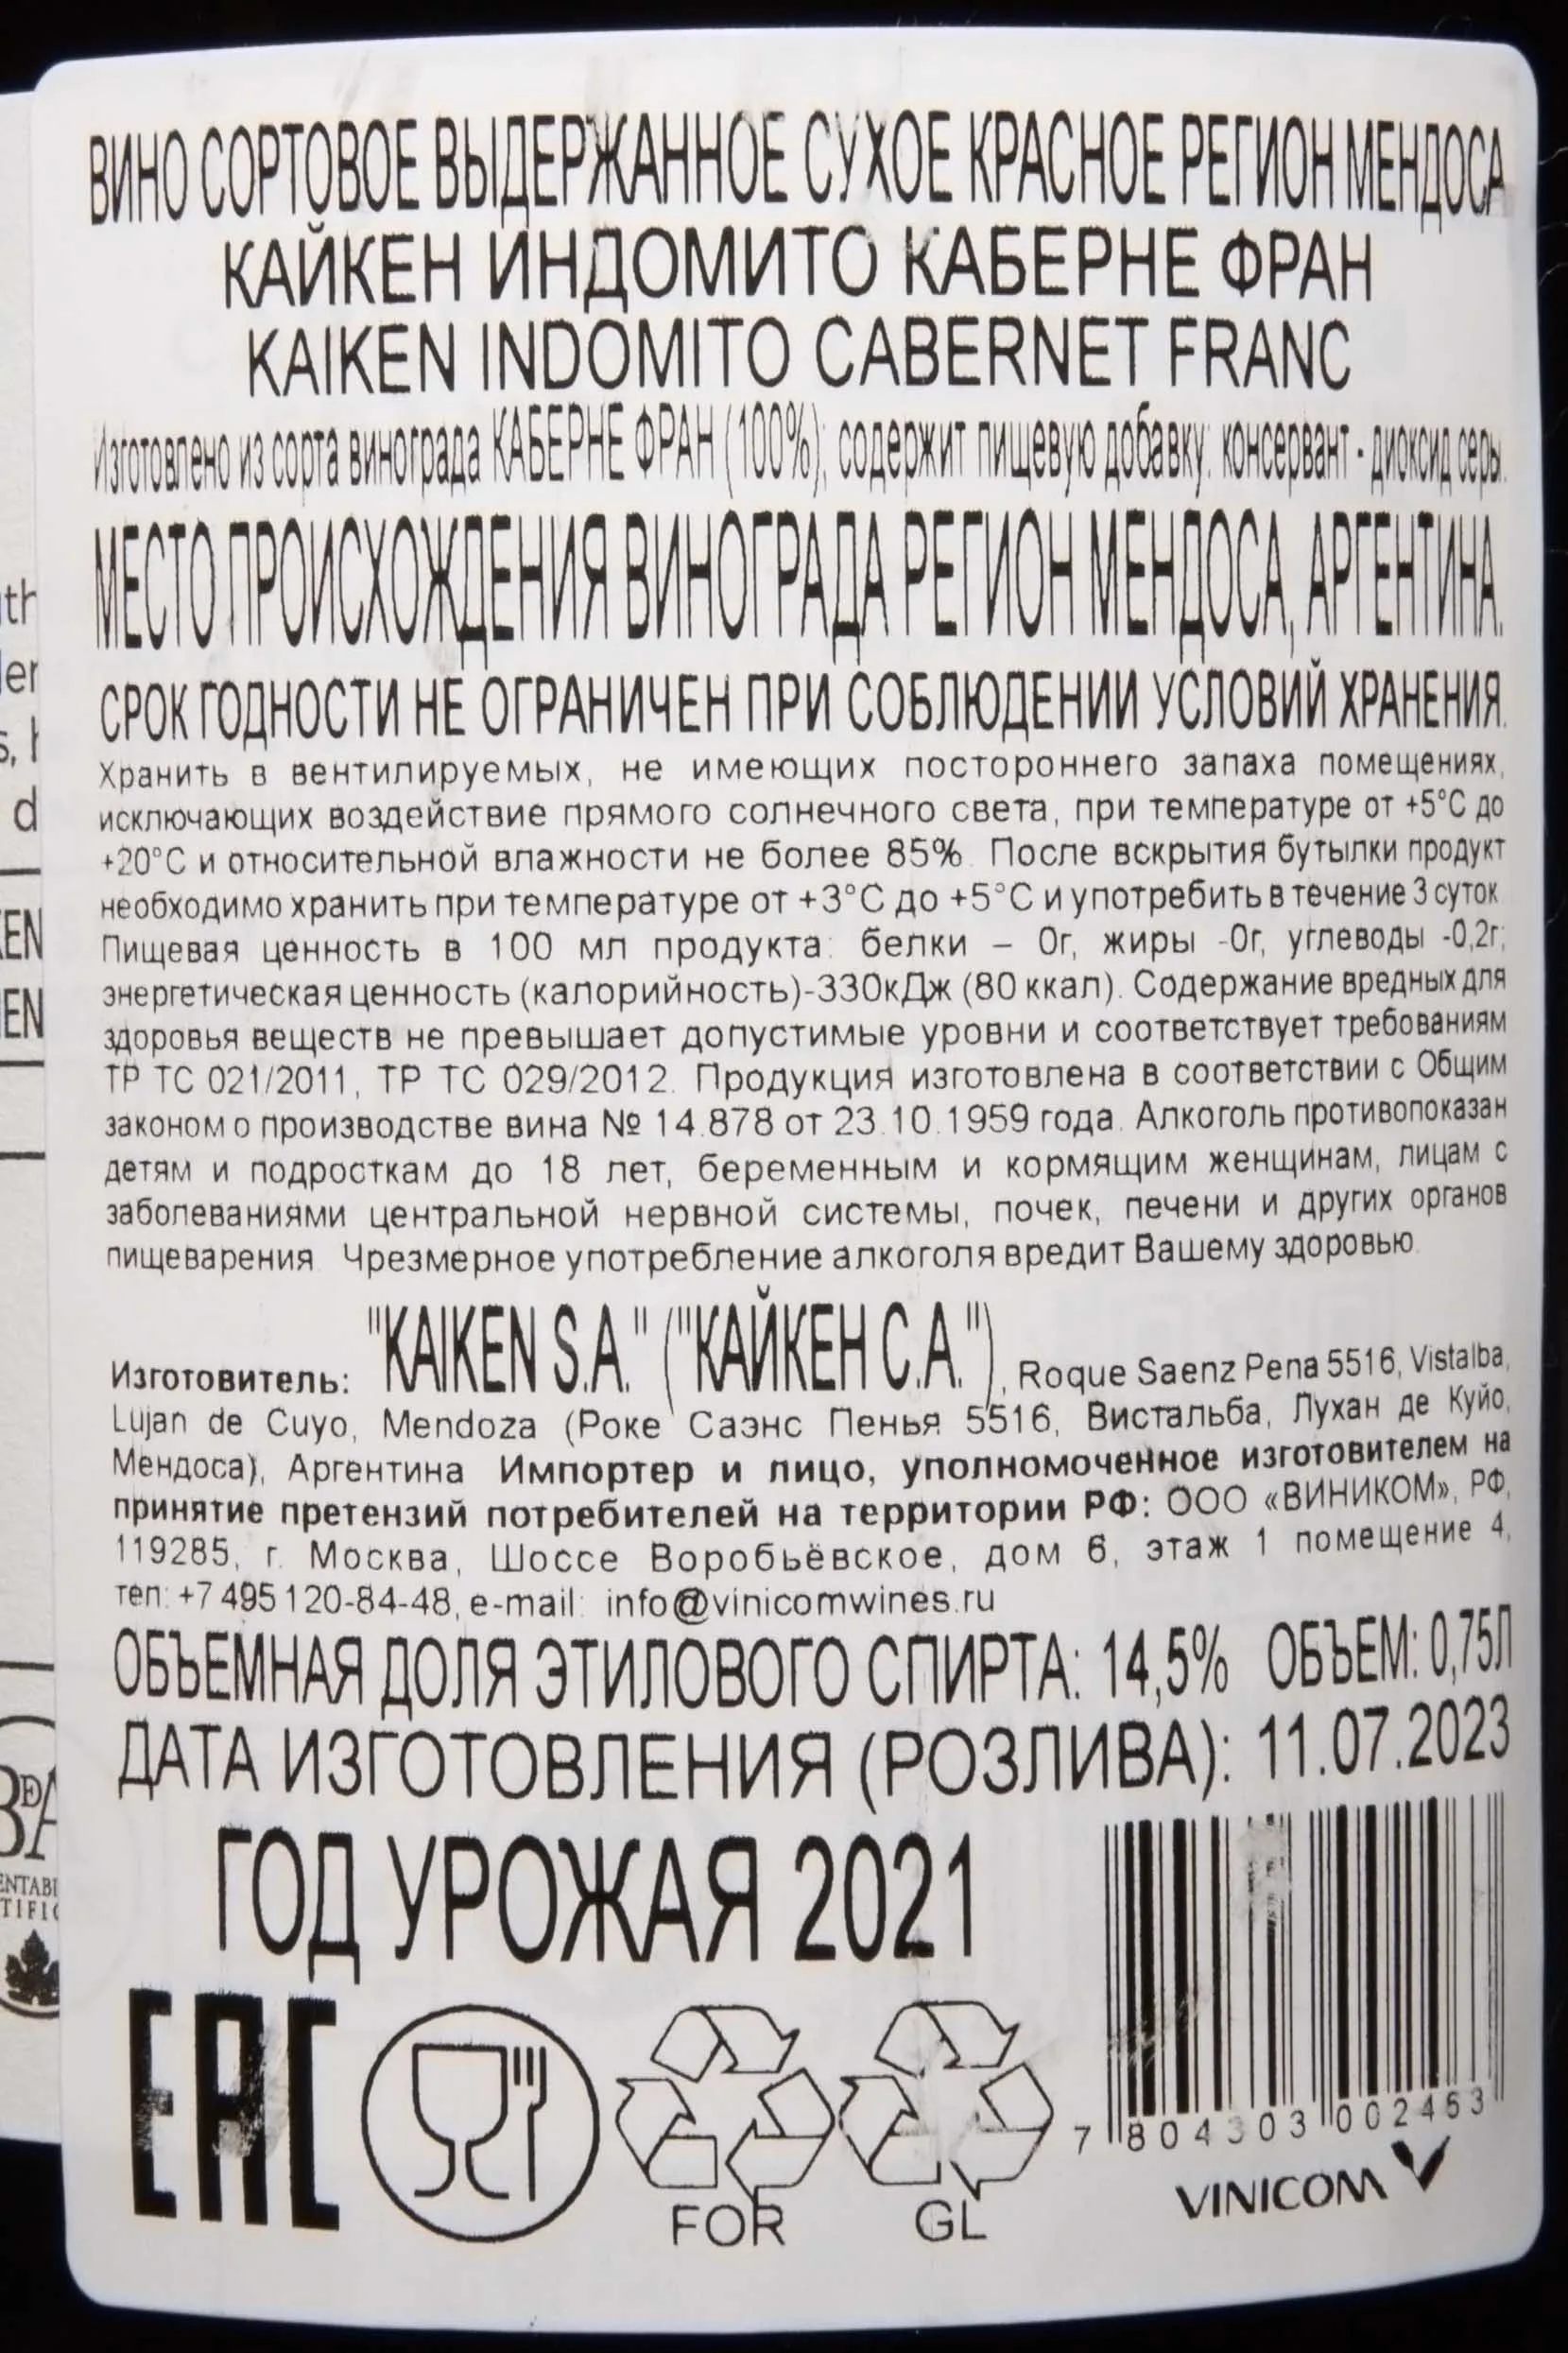 ВИНО СОРТОВОЕ ВЫДЕРЖАННОЕ СУХОЕ КРАСНОЕ РЕГИОН МЕНДОСА
КАЙКЕН ИНДОМИТО КАБЕРНЕ ФРАН
KAIKEN INDOMITO CABERNET FRANC
Изготовлено из сорта винограда КАБЕРНЕ ФРАН (100%); содержит пищевую добавку: консервант - диоксид серы.
МЕСТО ПРОИСХОЖДЕНИЯ ВИНОГРАДА РЕГИОН МЕНДОСА, АРГЕНТИНА.
СРОК ГОДНОСТИ НЕ ОГРАНИЧЕН ПРИ СОБЛЮДЕНИИ УСЛОВИЙ ХРАНЕНИЯ.
Хранить в вентилируемых, не имеющих постороннего запаха помещениях,
исключающих воздействие прямого солнечного света, при температуре от +5°C до
+20°C и относительной влажности не более 85%. После вскрытия бутылки продукт
необходимо хранить при температуре от +3°C до +5°C и употребить в течение 3 суток.
Пищевая ценность в 100 мл продукта: белки – 0г, жиры -0г, углеводы -0,2г;
энергетическая ценность (калорийность)-330кДж (80 ккал). Содержание вредных для
здоровья веществ не превышает допустимые уровни и соответствует требованиям
ТР ТС 021/2011, ТР ТС 029/2012. Продукция изготовлена в соответствии с Общим
законом о производстве вина № 14.878 от 23.10.1959 года. Алкоголь противопоказан
детям и подросткам до 18 лет, беременным и кормящим женщинам, лицам с
заболеваниями центральной нервной системы, почек, печени и других органов
пищеварения. Чрезмерное употребление алкоголя вредит Вашему здоровью.
Изготовитель: "KAIKEN S.A." ("КАЙКЕН С.А."), Roque Saenz Pena 5516, Vistalba,
Lujan de Cuyo, Mendoza (Роке Саэнс Пенья 5516, Вистальба, Лухан де Куйо,
Мендоса), Аргентина Импортер и лицо, уполномоченное изготовителем на
принятие претензий потребителей на территории РФ: ООО «ВИНИКОМ», РФ,
119285, г. Москва, Шоссе Воробьёвское, дом 6, этаж 1 помещение 4,
тел: +7 495 120-84-48, e-mail: info@vinicomwines.ru
ОБЪЕМНАЯ ДОЛЯ ЭТИЛОВОГО СПИРТА: 14,5% ОБЪЕМ: 0,75Л
ДАТА ИЗГОТОВЛЕНИЯ (РОЗЛИВА): 11.07.2023
ГОД УРОЖАЯ 2021
EAC
FOR
GL
7 804303 002463
VINICOM